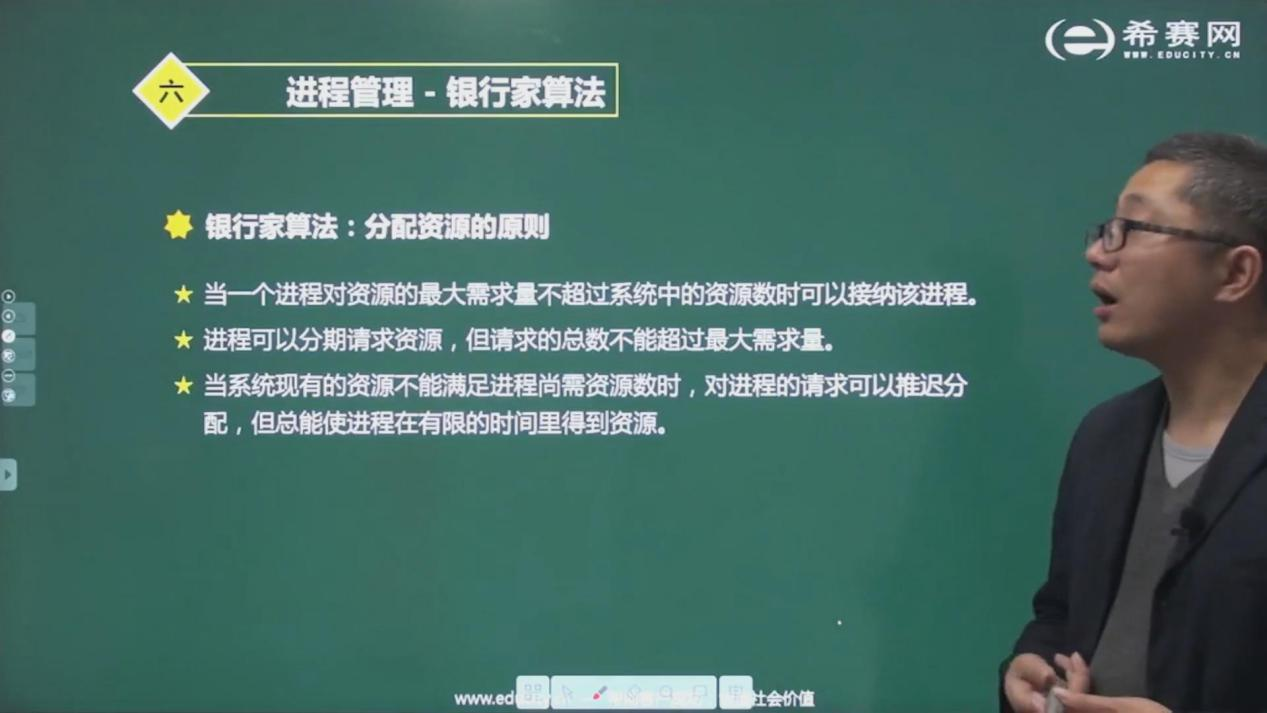 希赛网
WWW.EDUCITY.CN
六
进程管理 - 银行家算法
银行家算法：分配资源的原则
当一个进程对资源的最大需求量不超过系统中的资源数时可以接纳该进程。
进程可以分期请求资源，但请求的总数不能超过最大需求量。
当系统现有的资源不能满足进程尚需资源数时，对进程的请求可以推迟分
配，但总能使进程在有限的时间里得到资源。
www.edu 社会价值